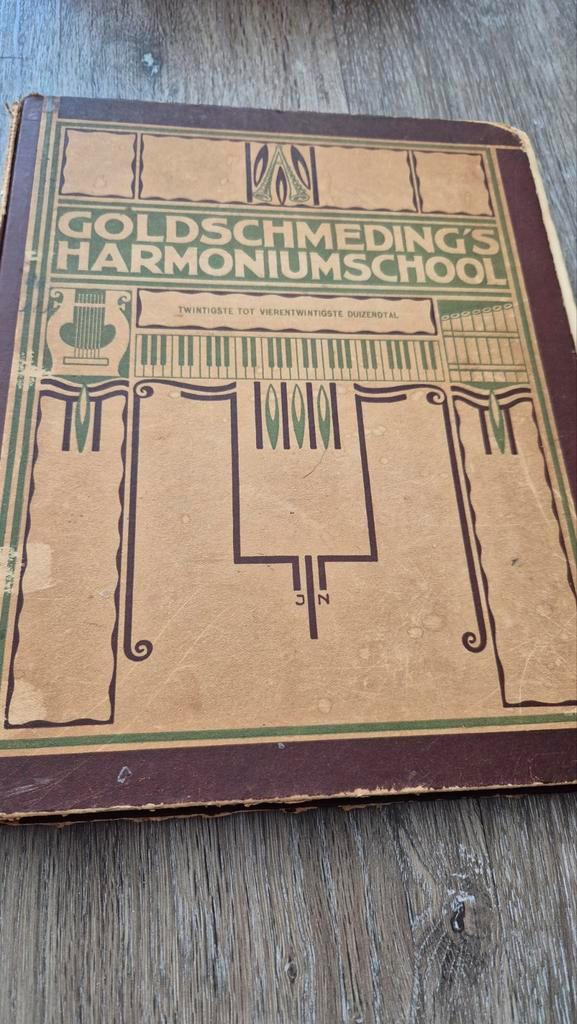 GOLDSCHMEDING'S
HARMONIUMSCHOOL
TWINTIGSTE TOT VIERENTWINTIGSTE DUIZENDTAL
J N